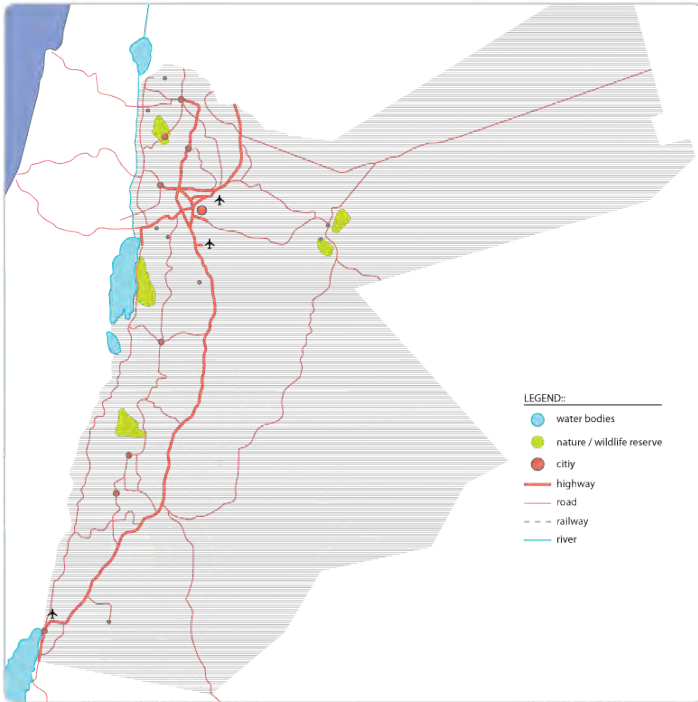 LEGEND::
water bodies
nature / wildlife reserve
citiy
highway
road
railway
river